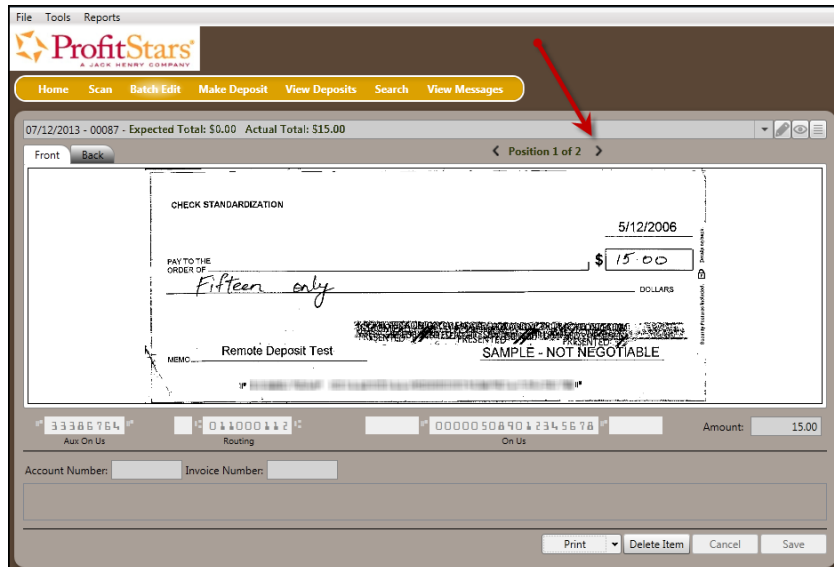 File Tools Reports
ProfitStars®
A JACK HENRY COMPANY
Home Scan Batch Edit Make Deposit View Deposits Search View Messages
07/12/2013 - 00087 - Expected Total: $0.00 Actual Total: $15.00
Front Back
Position 1 of 2
CHECK STANDARDIZATION
5/12/2006
PAY TO THE
ORDER OF
$ 15.00
Fifteen only
DOLLARS
PRESENTED PRESENTED PRESENTED
MEMO Remote Deposit Test
SAMPLE - NOT NEGOTIABLE
33386764 011000112 000005089012345678 Amount: 15.00
Aux On Us Routing On Us
Account Number: Invoice Number:
Print Delete Item Cancel Save